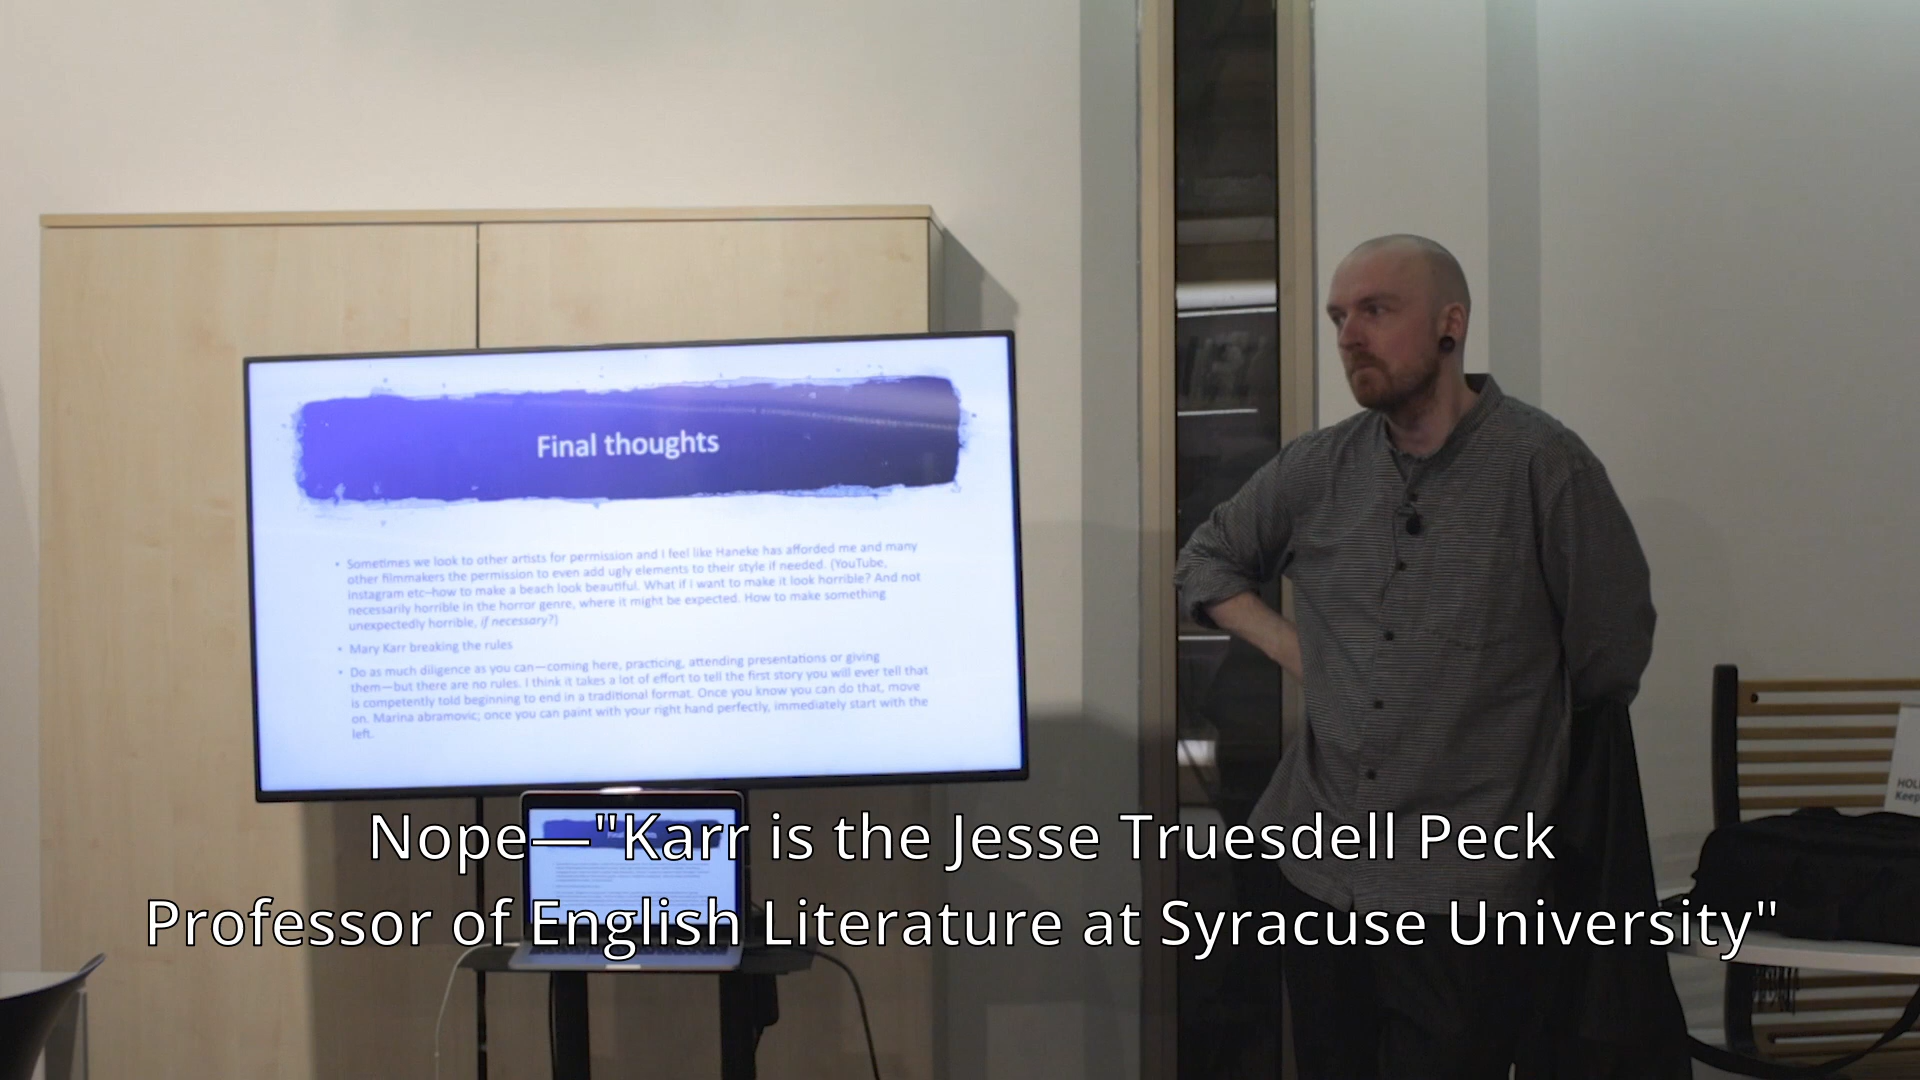 Final thoughts
• Sometimes we look to other artists for permission and I feel like Haneke has afforded me and many
other filmmakers the permission to even add ugly elements to their style if needed. (YouTube,
instagram etc–how to make a beach look beautiful. What if i want to make it look horrible? And not
necessarily horrible in the horror genre, where it might be expected. How to make something
unexpectedly horrible, if necessary?)
• Mary Karr breaking the rules
• Do as much diligence as you can—coming here, practicing, attending presentations or giving
them—but there are no rules. I think it takes a lot of effort to tell the first story you will ever tell that
is competently told beginning to end in a traditional format. Once you know you can do that, move
on. Marina abramovic; once you can paint with your right hand perfectly, immediately start with the
left.
Nope—"Karr is the Jesse Truesdell Peck
Professor of English Literature at Syracuse University"